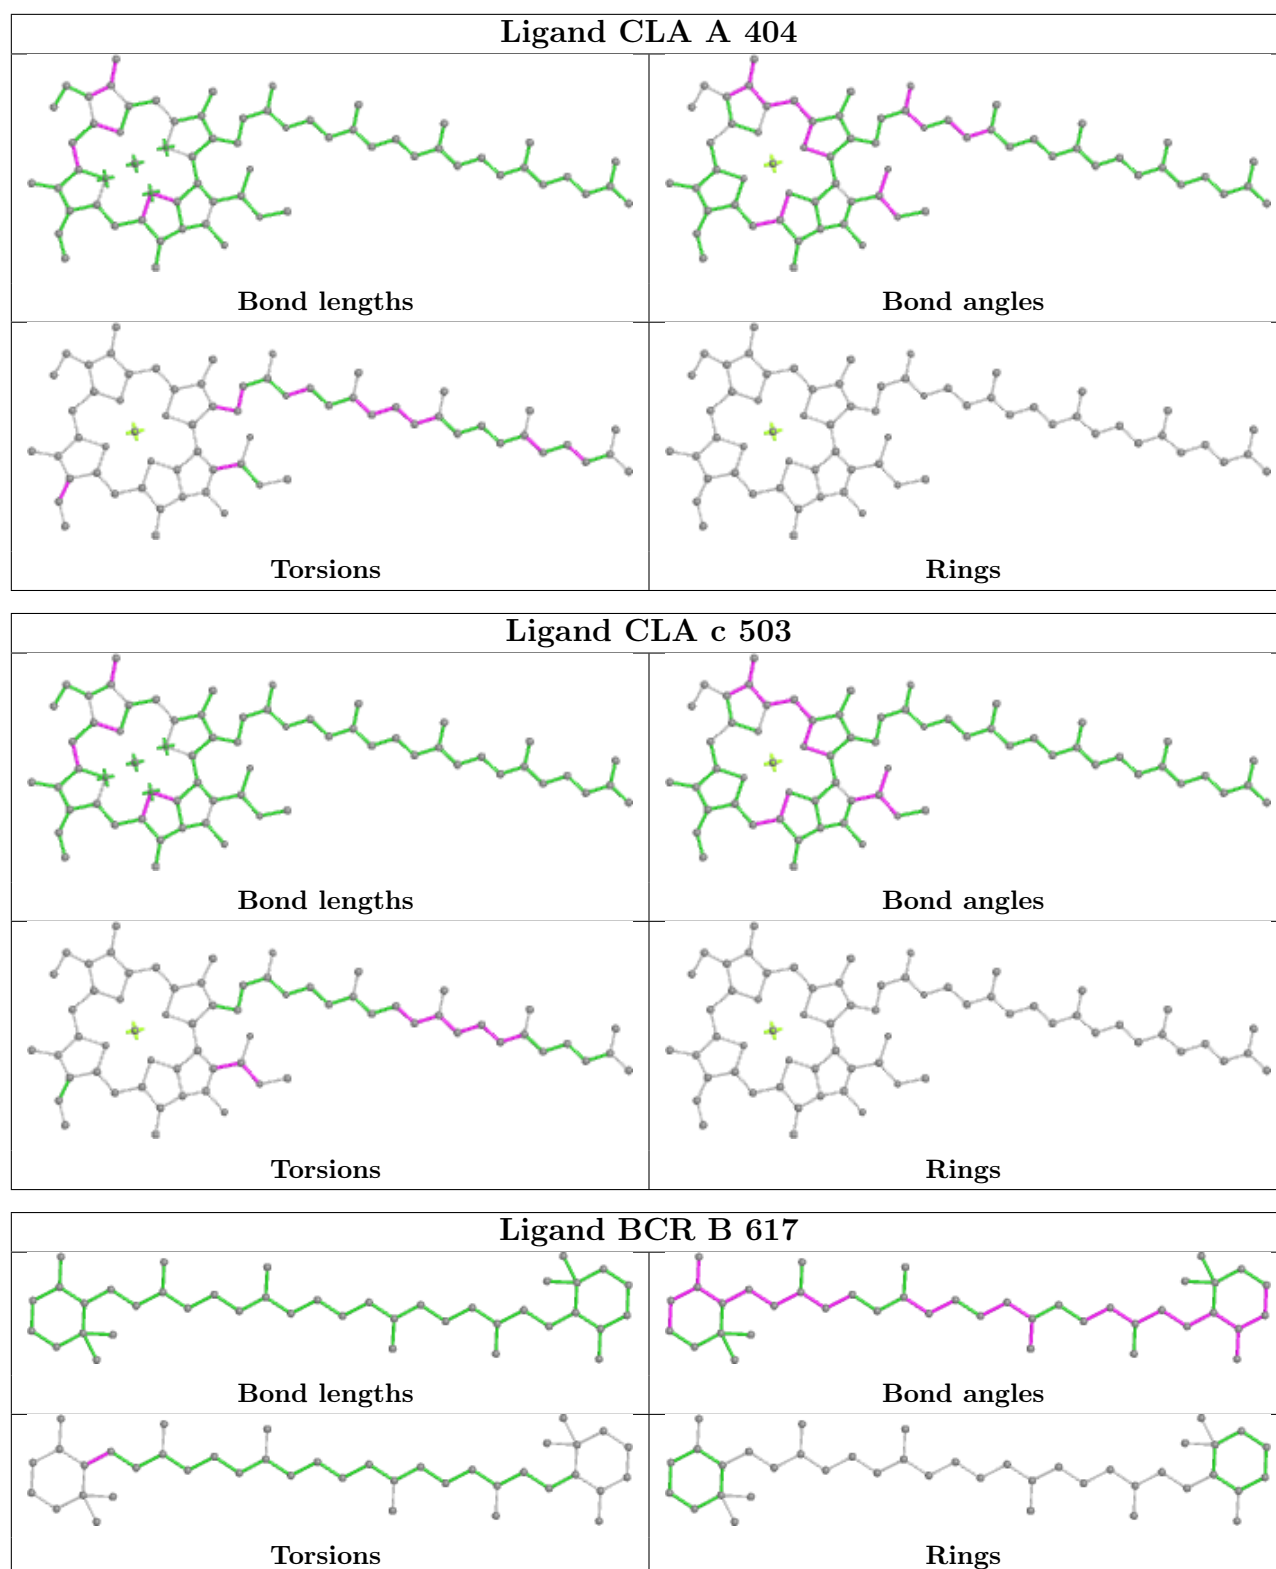 Ligand CLA A 404
Bond lengths
Bond angles
Torsions
Rings
Ligand CLA c 503
Bond lengths
Bond angles
Torsions
Rings
Ligand BCR B 617
Bond lengths
Bond angles
Torsions
Rings